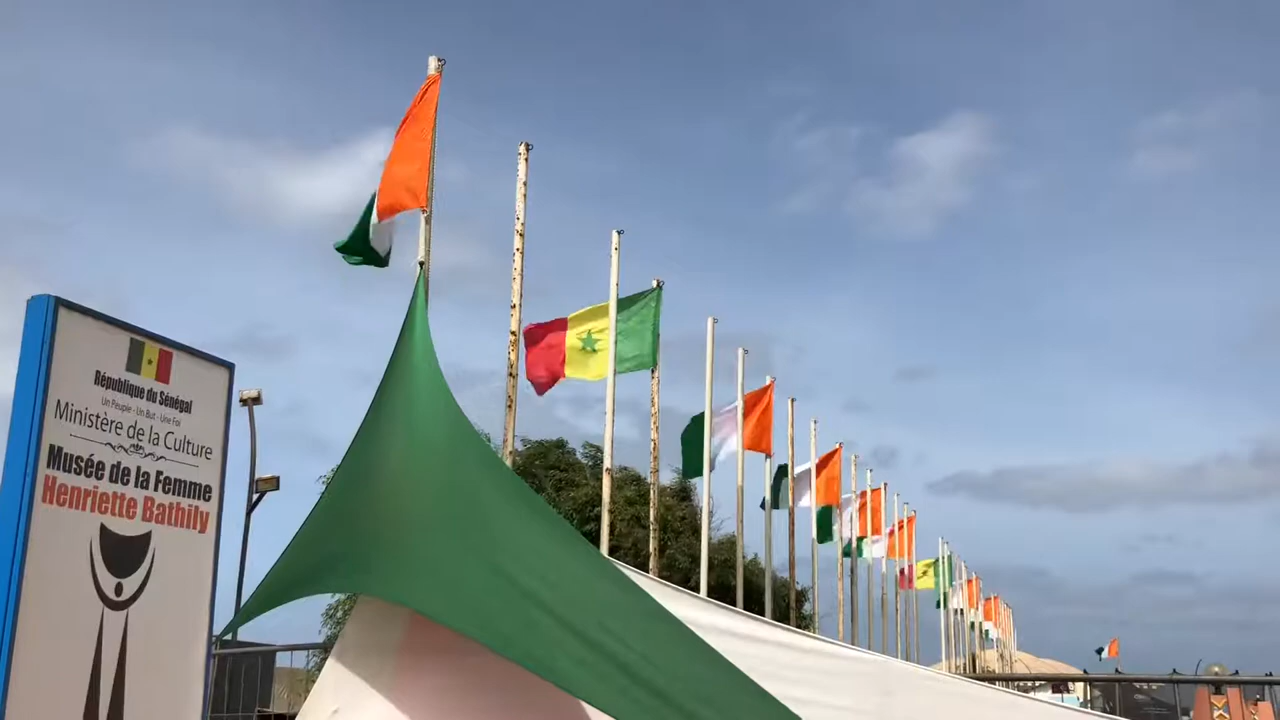 République du Sénégal
Un Peuple - Un But - Une Foi
Ministère de la Culture
Musée de la Femme
Henriette Bathily